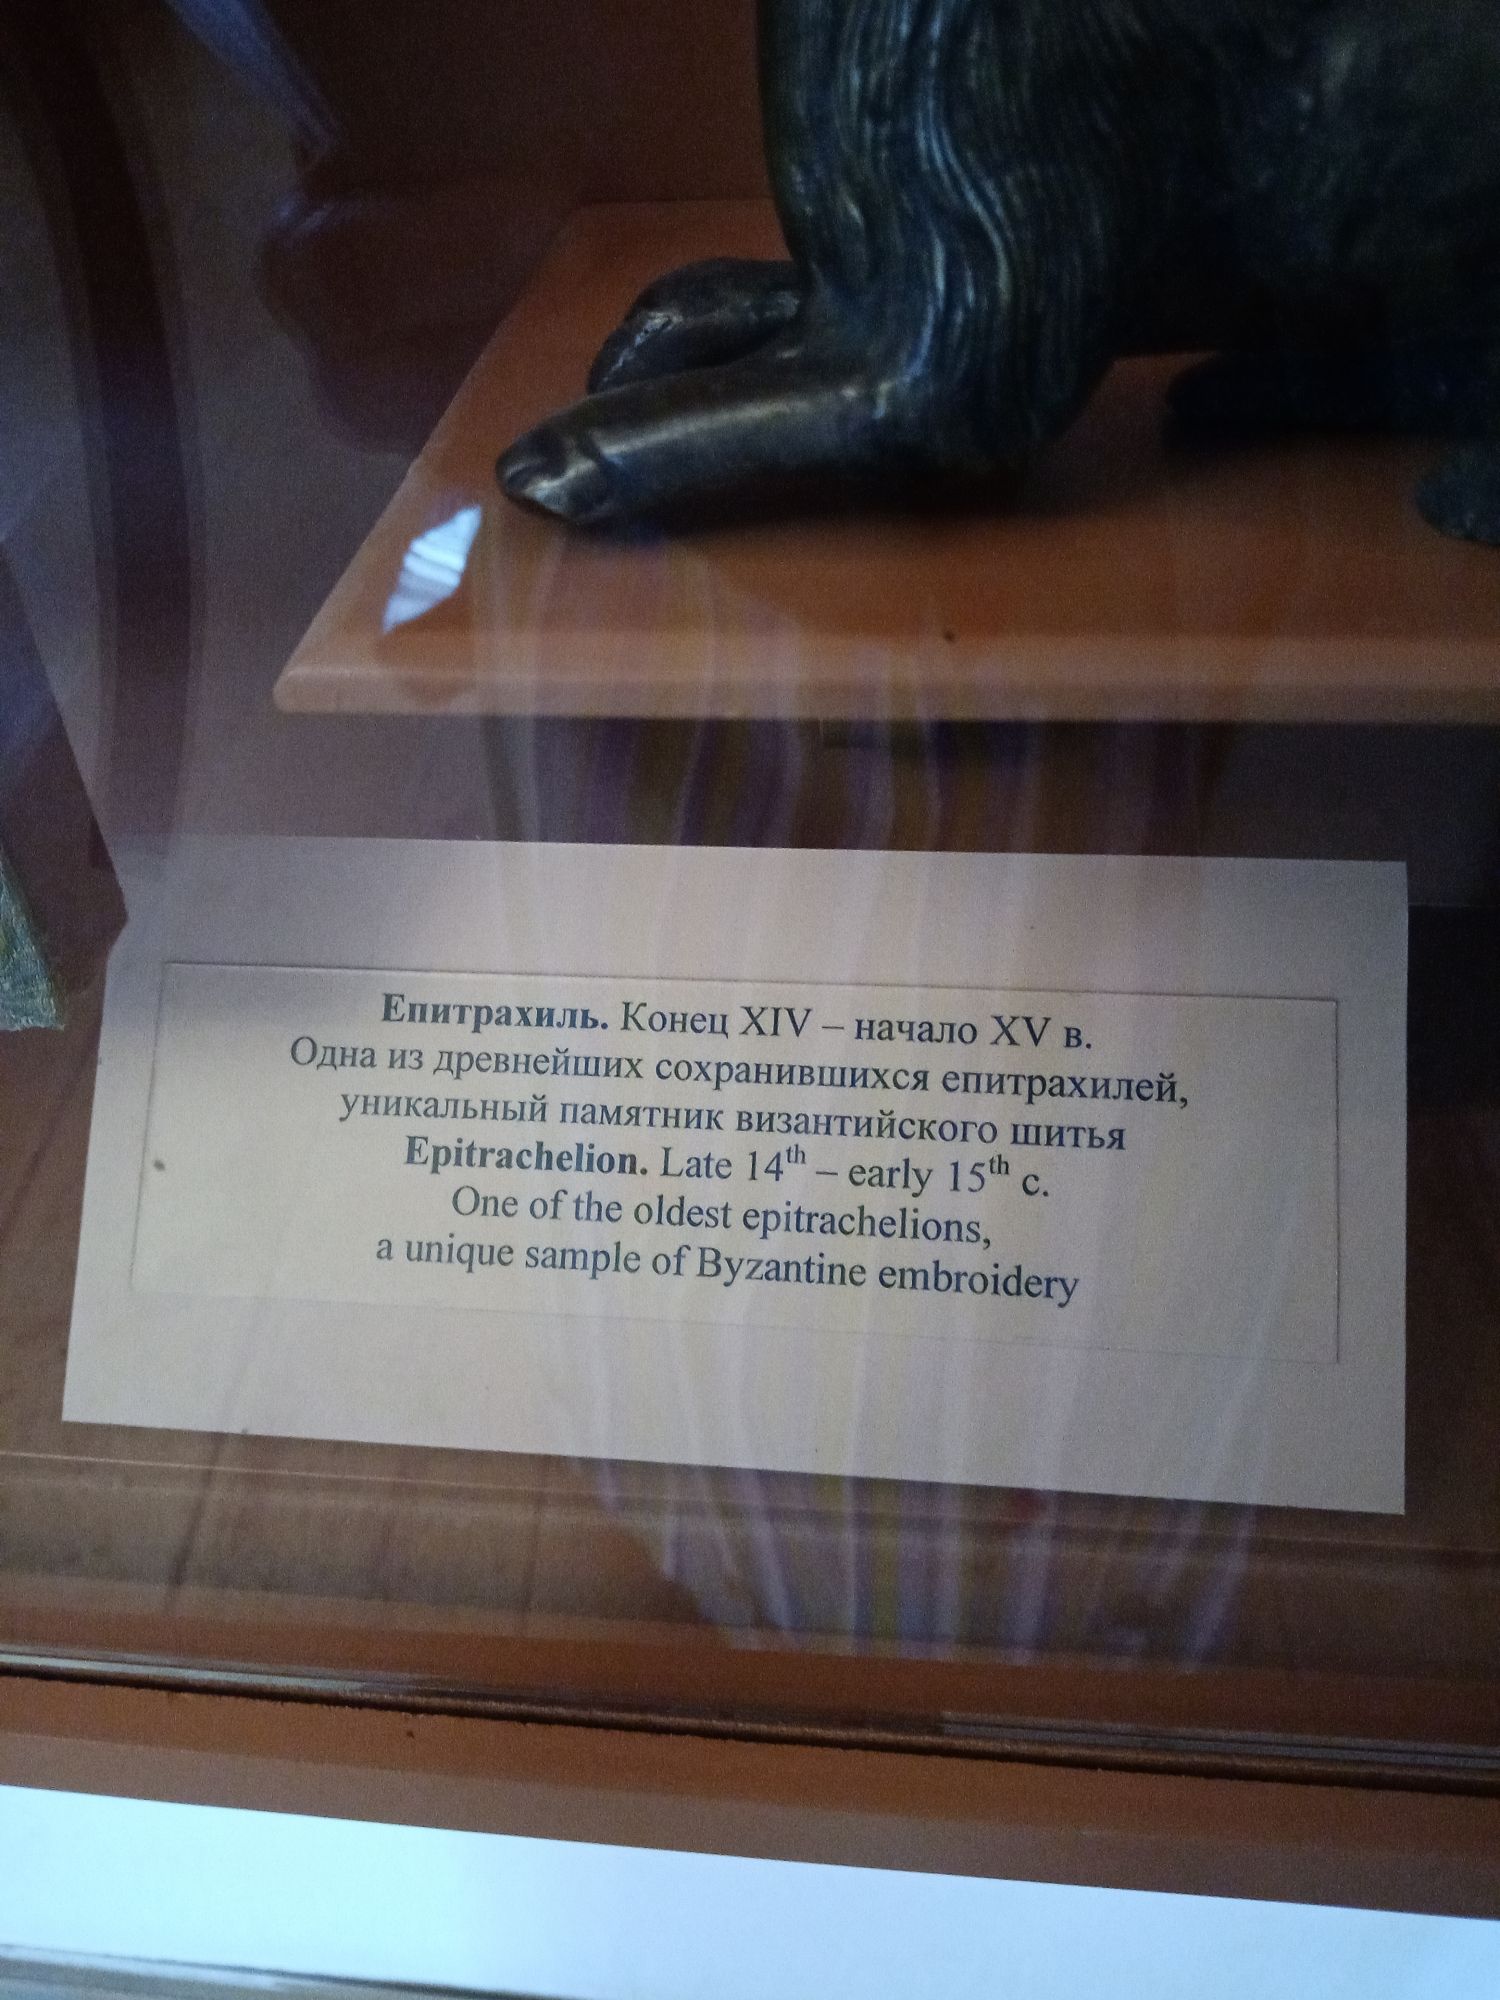 Епитрахиль. Конец XIV – начало XV в.
Одна из древнейших сохранившихся епитрахилей,
уникальный памятник византийского шитья
Epitrachelion. Late 14th – early 15th c.
One of the oldest epitrachelions,
a unique sample of Byzantine embroidery